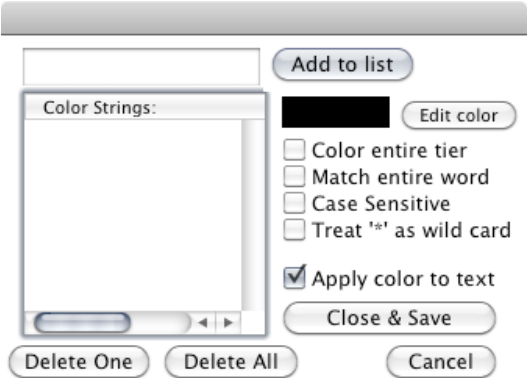 Add to list
Color Strings:
Edit color
Color entire tier
Match entire word
Case Sensitive
Treat '*' as wild card
Apply color to text
Close & Save
Delete One
Delete All
Cancel